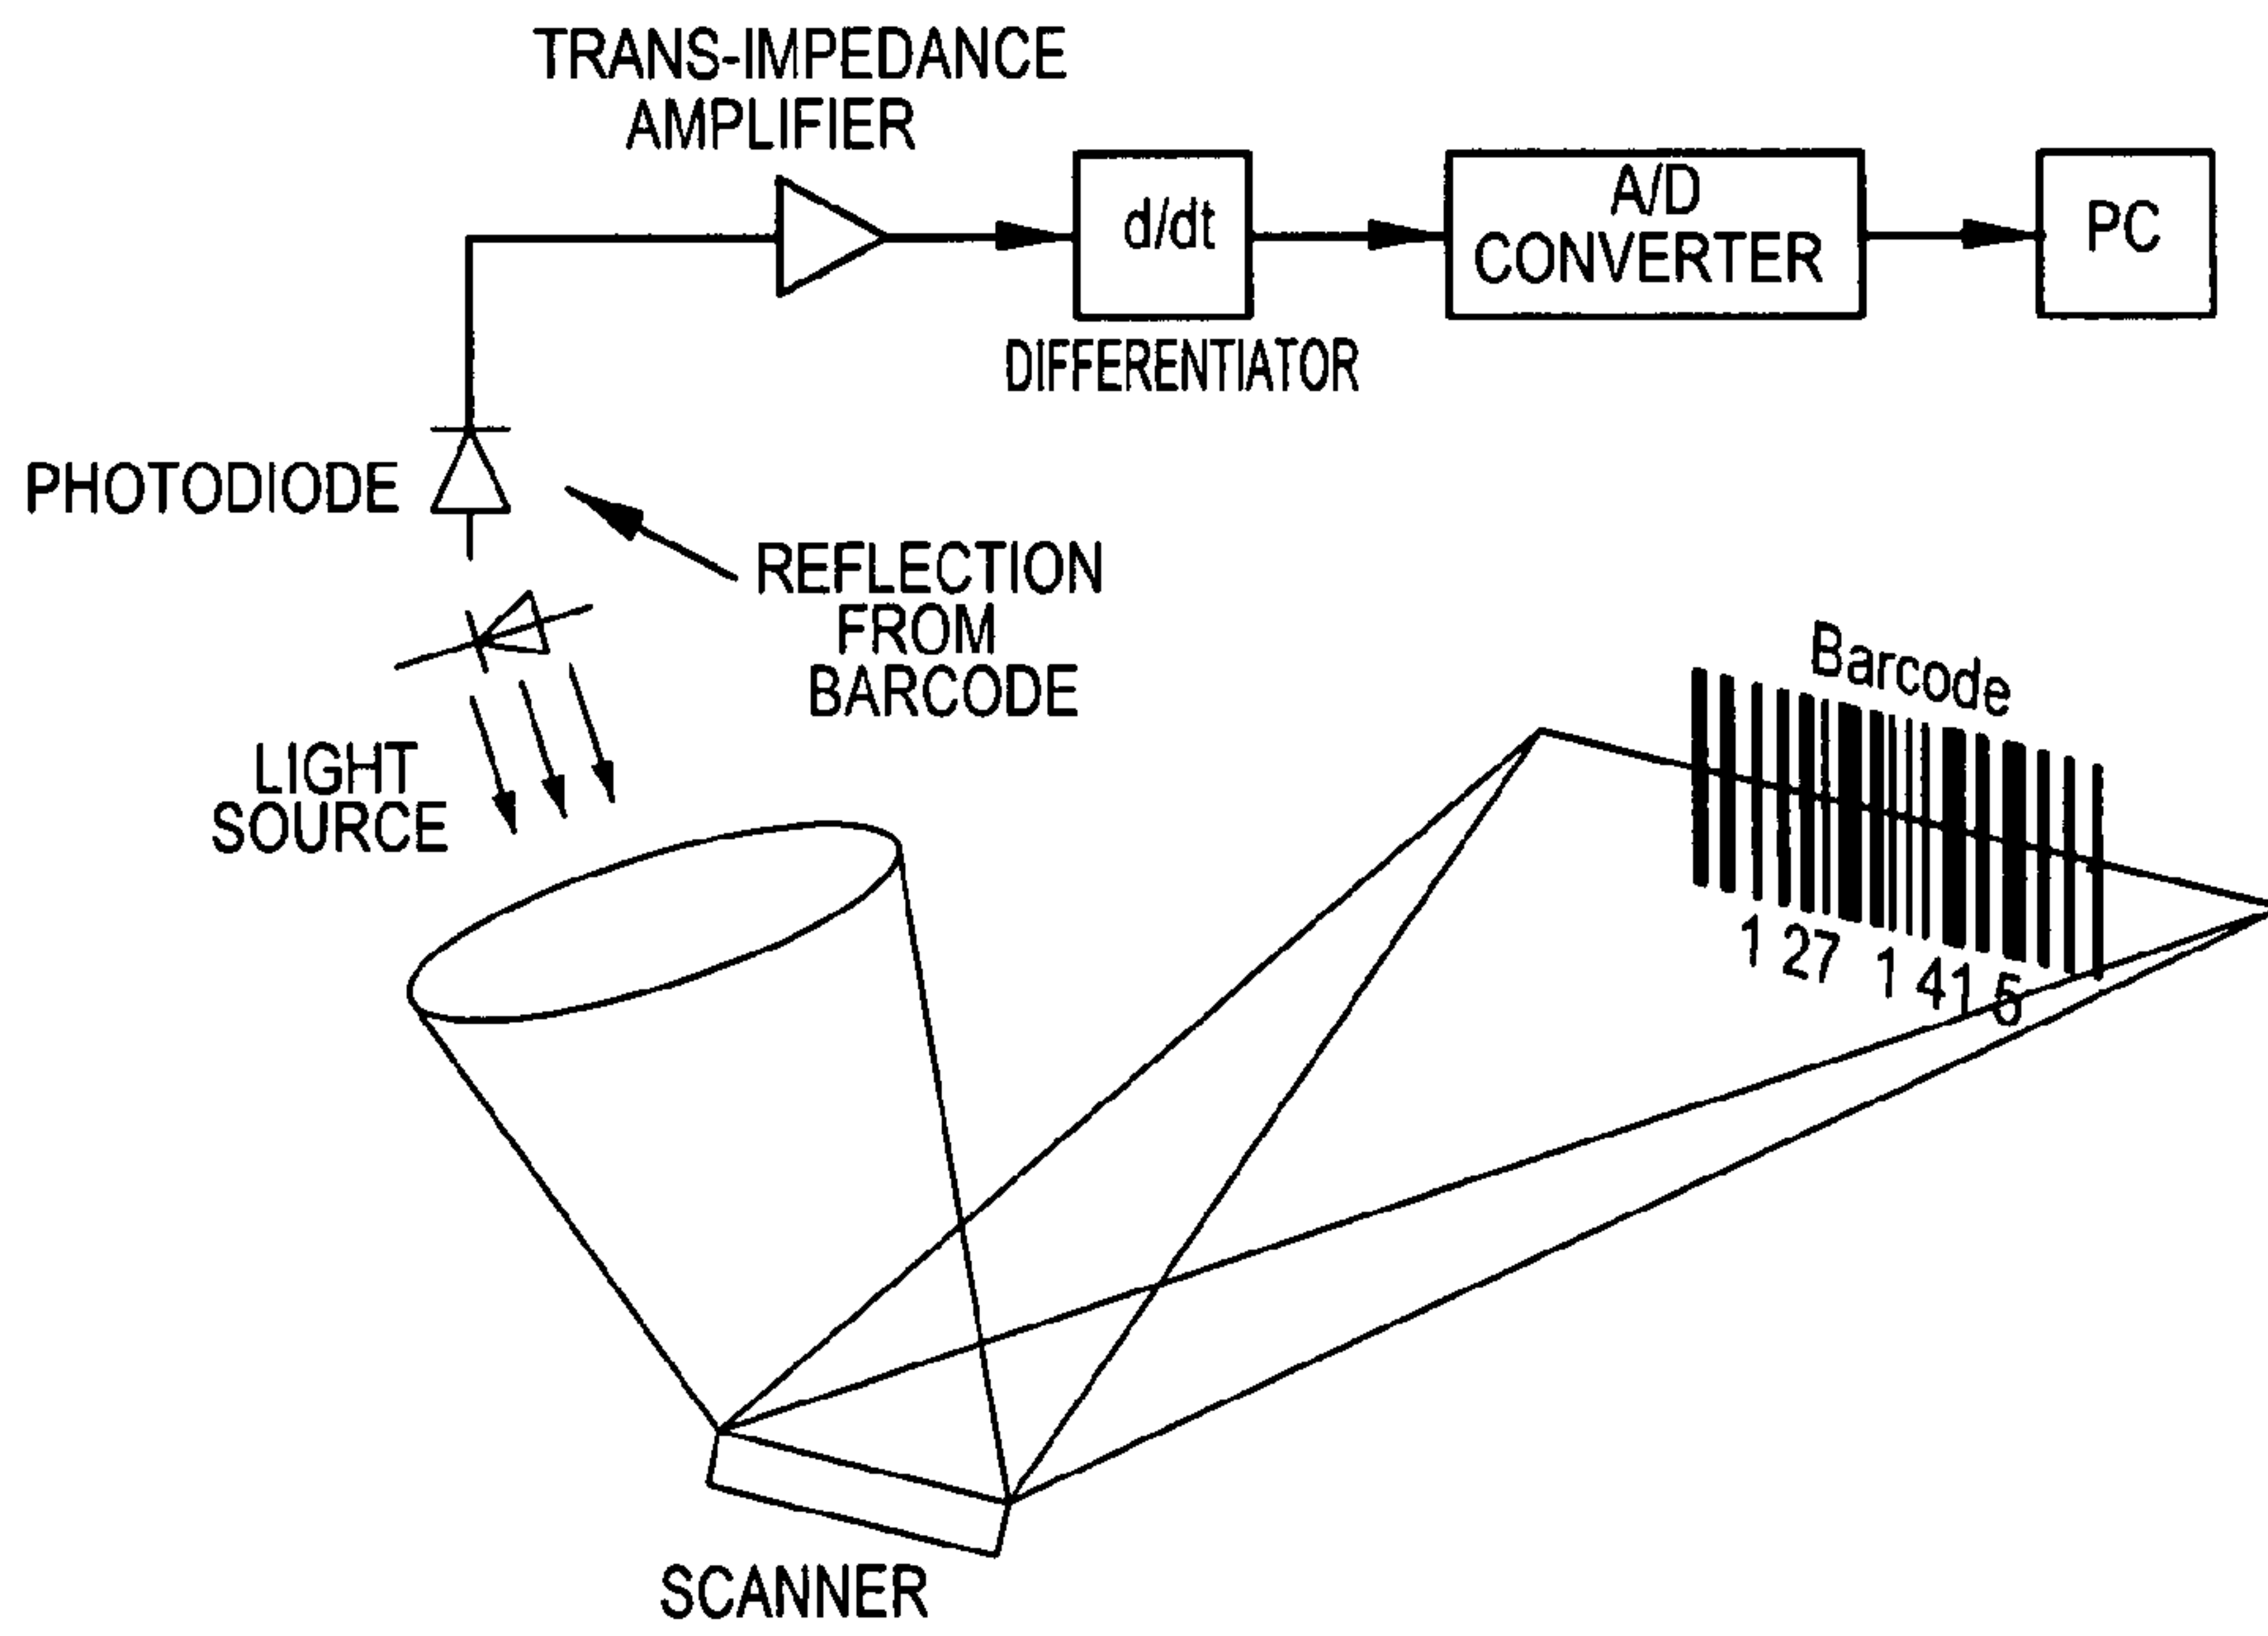 TRANS-IMPEDANCE
AMPLIFIER
d/dt
A/D
CONVERTER
PC
DIFFERENTIATOR
PHOTODIODE
REFLECTION
FROM
BARCODE
LIGHT
SOURCE
Barcode
1 27 1 41 5
SCANNER